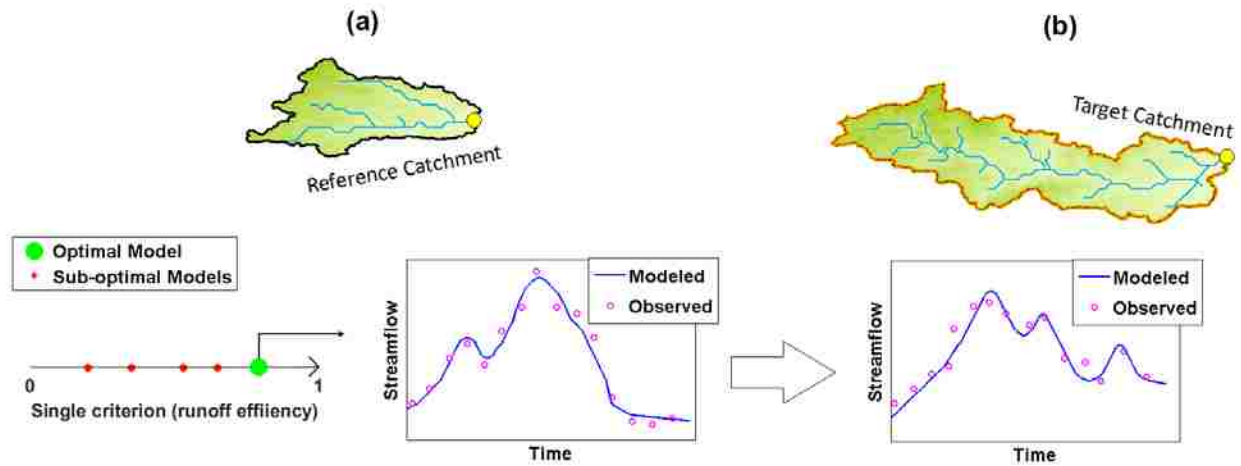 (a)
(b)
Reference Catchment
Target Catchment
Optimal Model
Sub-optimal Models
0
1
Single criterion (runoff effiiency)
Streamflow
Modeled
Observed
Time
Streamflow
Modeled
Observed
Time